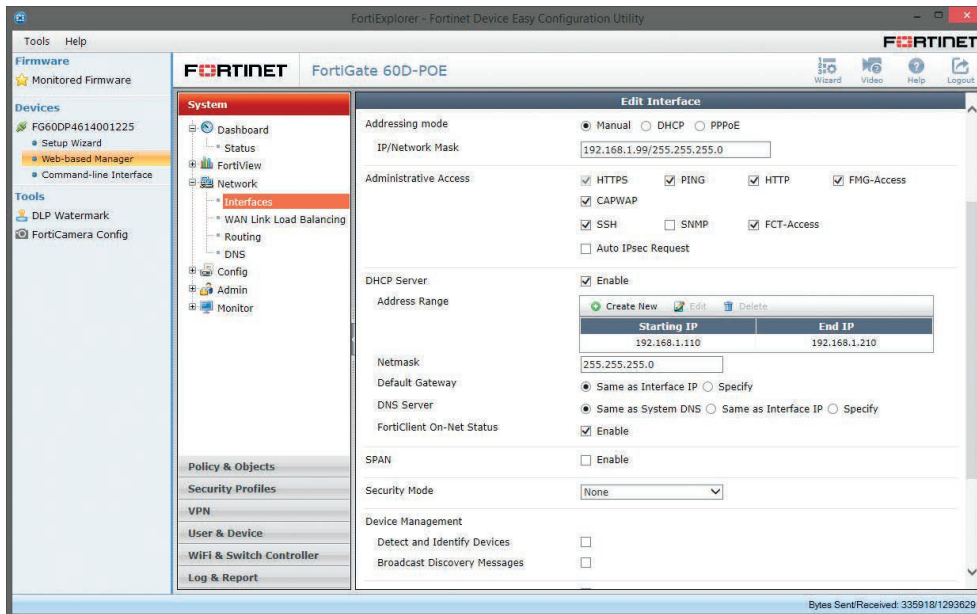 FortiExplorer - Fortinet Device Easy Configuration Utility
Tools Help
FORTINET
Firmware
Monitored Firmware
Devices
FG60DP4614001225
Setup Wizard
Web-based Manager
Command-line Interface
Tools
DLP Watermark
FortiCamera Config
FORTINET FortiGate 60D-POE
Wizard Video Help Logout
System
Dashboard
Status
FortiView
Network
Interfaces
WAN Link Load Balancing
Routing
DNS
Config
Admin
Monitor
Policy & Objects
Security Profiles
VPN
User & Device
WiFi & Switch Controller
Log & Report
Edit Interface
Addressing mode Manual DHCP PPPoE
IP/Network Mask 192.168.1.99/255.255.255.0
Administrative Access HTTPS PING HTTP FMG-Access
CAPWAP
SSH SNMP FCT-Access
Auto IPsec Request
DHCP Server Enable
Address Range Create New Edit Delete
Starting IP End IP
192.168.1.110 192.168.1.210
Netmask 255.255.255.0
Default Gateway Same as Interface IP Specify
DNS Server Same as System DNS Same as Interface IP Specify
FortiClient On-Net Status Enable
SPAN Enable
Security Mode None
Device Management
Detect and Identify Devices
Broadcast Discovery Messages
Bytes Sent/Received: 335918/1293629